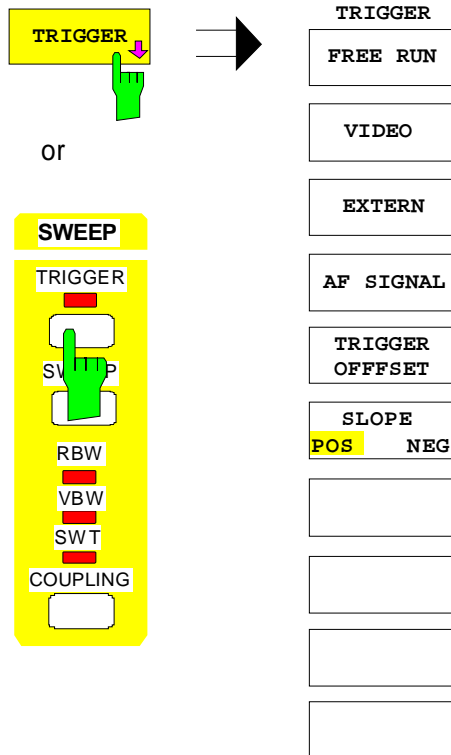 TRIGGER
or
SWEEP
TRIGGER
RBW
VBW
SWT
COUPLING
TRIGGER
FREE RUN
VIDEO
EXTERN
AF SIGNAL
TRIGGER
OFFFSET
SLOPE
POS NEG